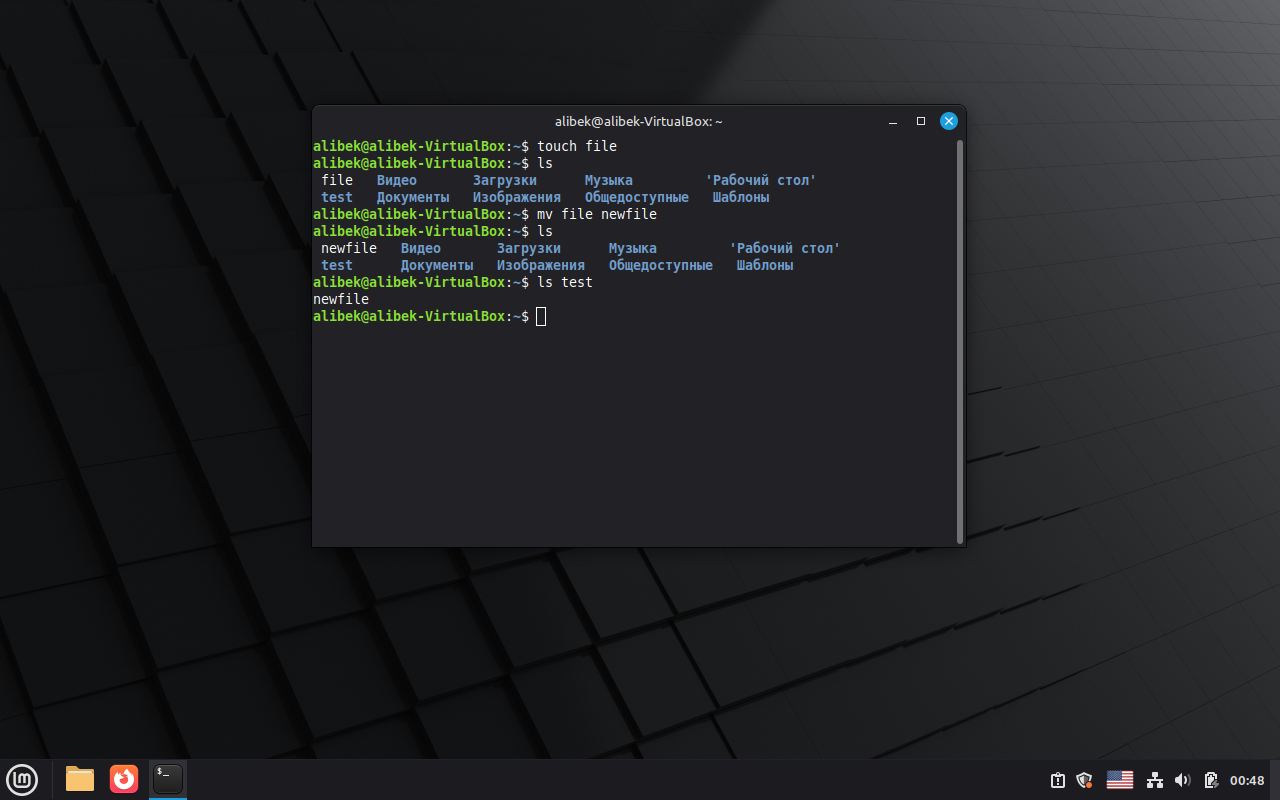 alibek@alibek-VirtualBox: ~
alibek@alibek-VirtualBox:~$ touch file
alibek@alibek-VirtualBox:~$ ls
file Видео Загрузки Музыка 'Рабочий стол'
test Документы Изображения Общедоступные Шаблоны
alibek@alibek-VirtualBox:~$ mv file newfile
alibek@alibek-VirtualBox:~$ ls
newfile Видео Загрузки Музыка 'Рабочий стол'
test Документы Изображения Общедоступные Шаблоны
alibek@alibek-VirtualBox:~$ ls test
newfile
alibek@alibek-VirtualBox:~$
$_
00:48